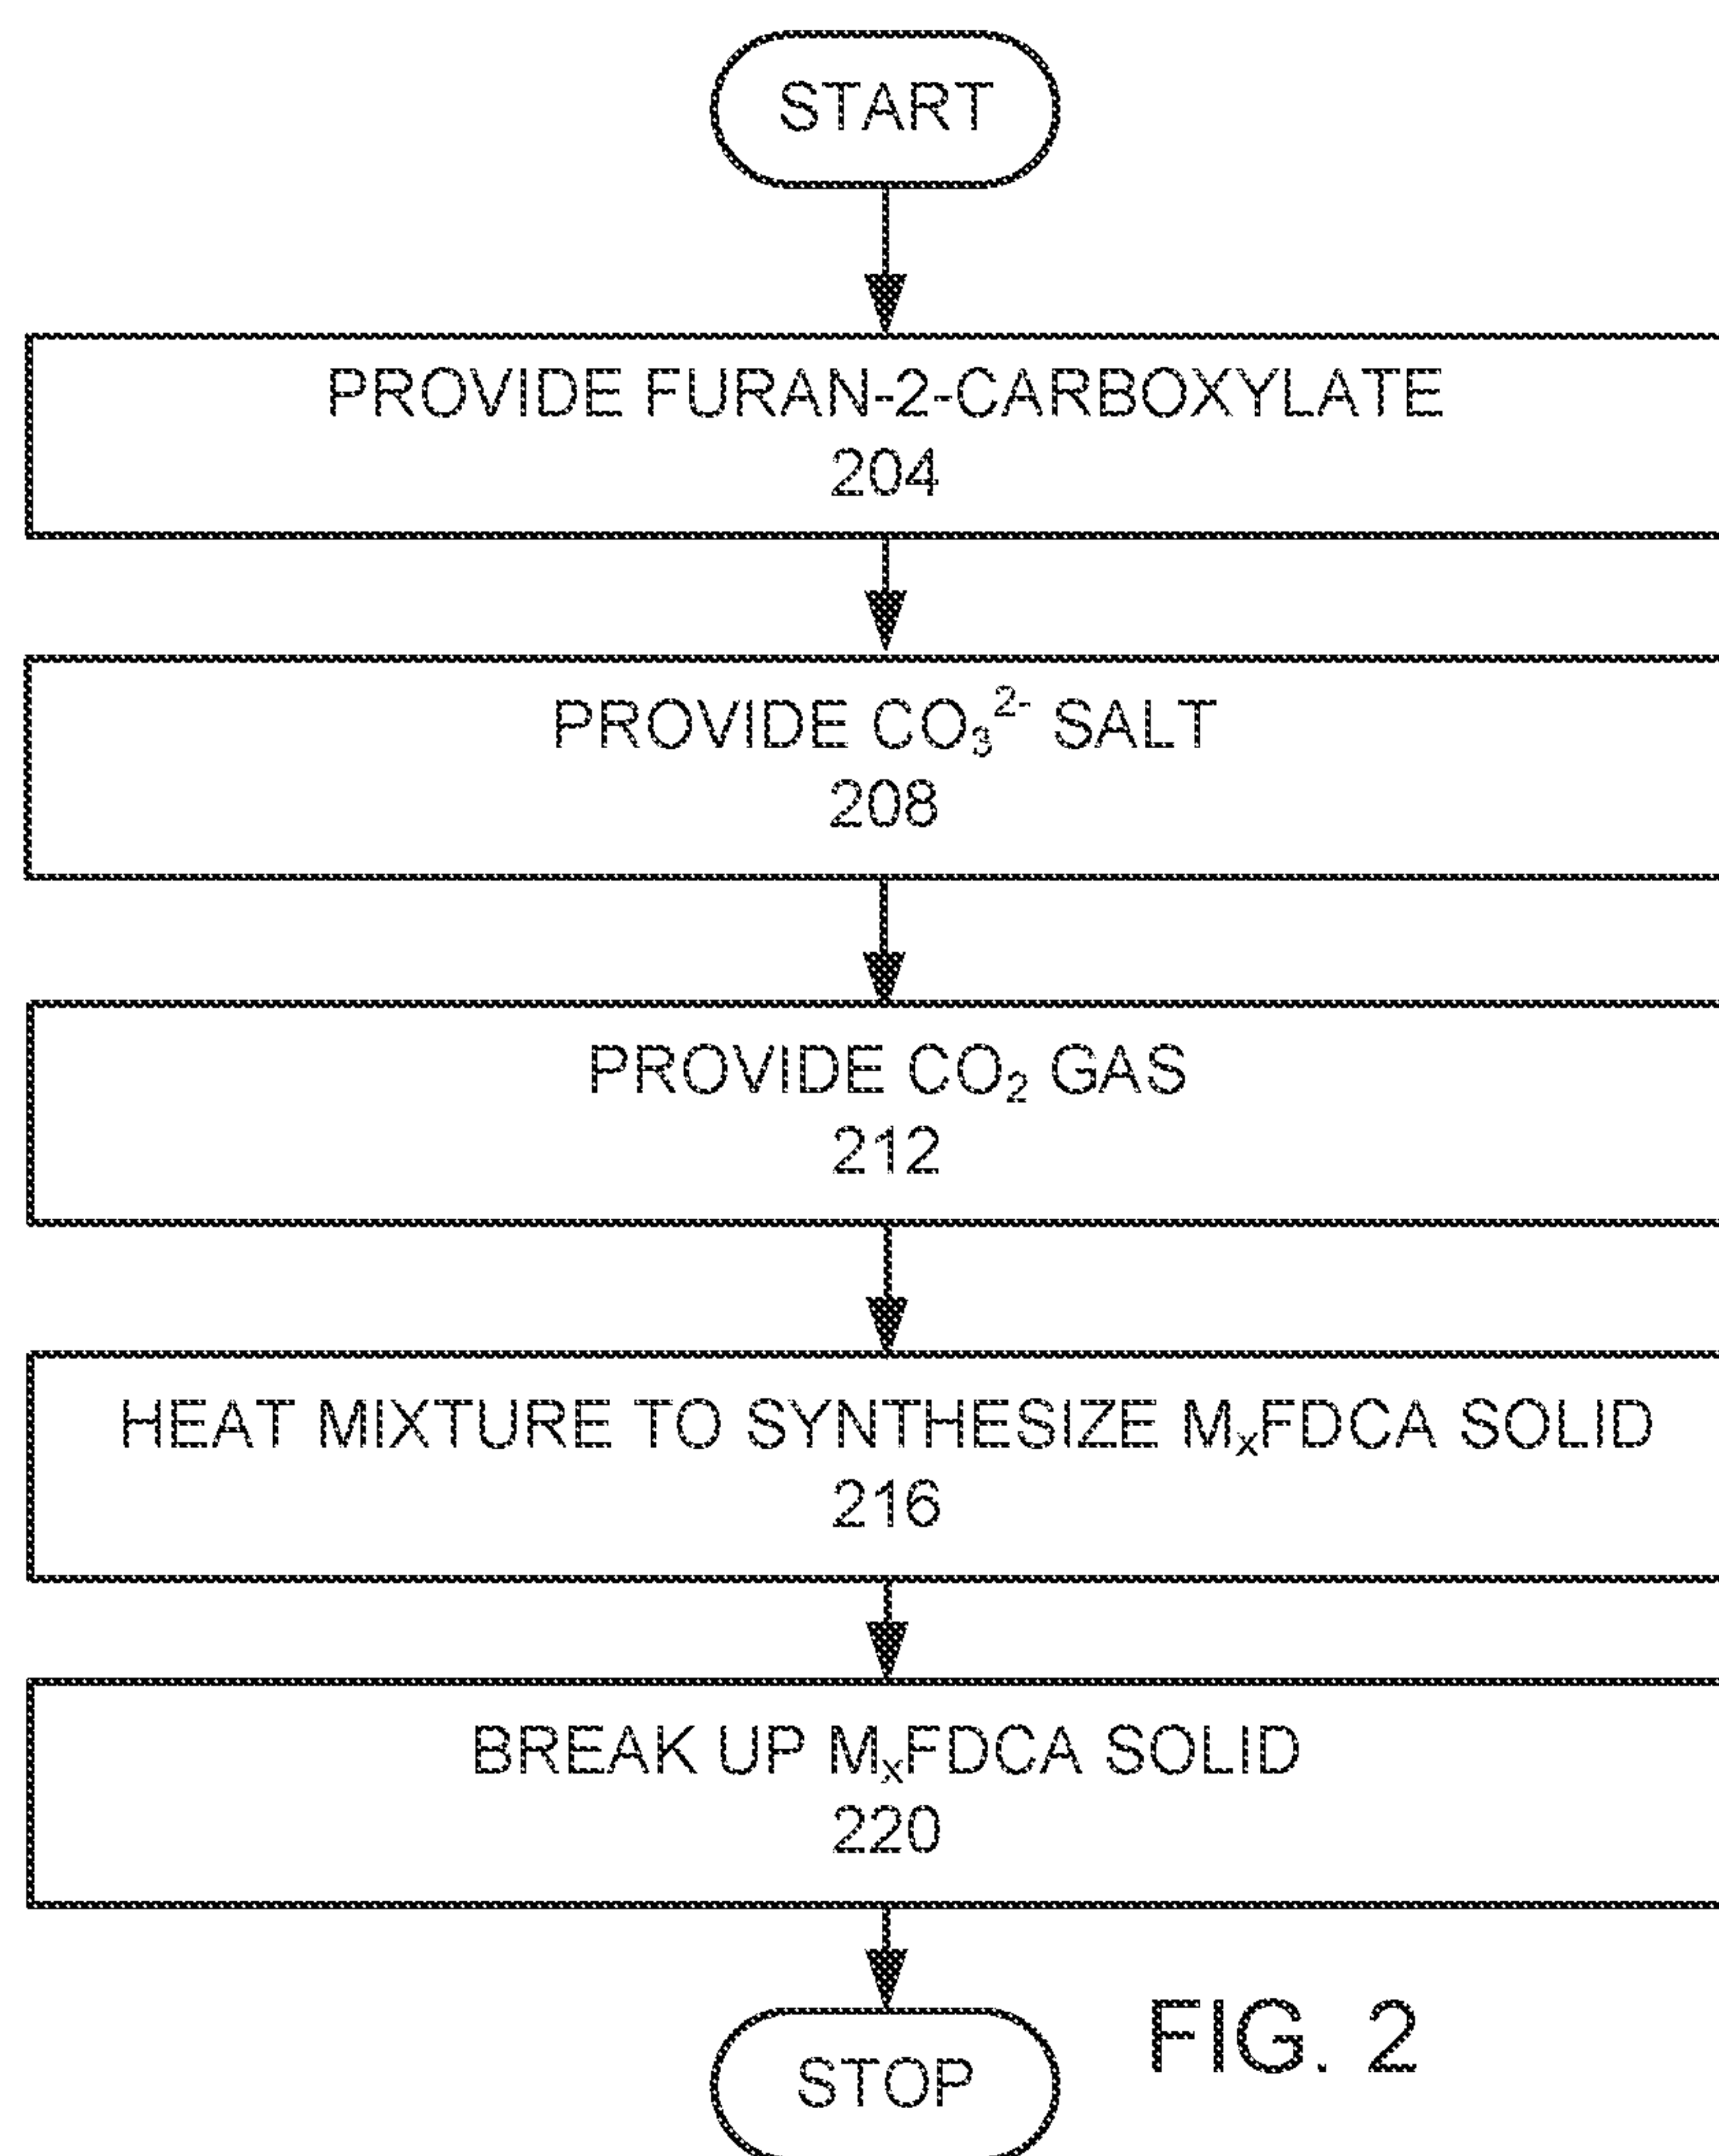 START
PROVIDE FURAN-2-CARBOXYLATE
204
PROVIDE CO₃²⁻ SALT
208
PROVIDE CO₂ GAS
212
HEAT MIXTURE TO SYNTHESIZE MₓFDCA SOLID
216
BREAK UP MₓFDCA SOLID
220
STOP
FIG. 2